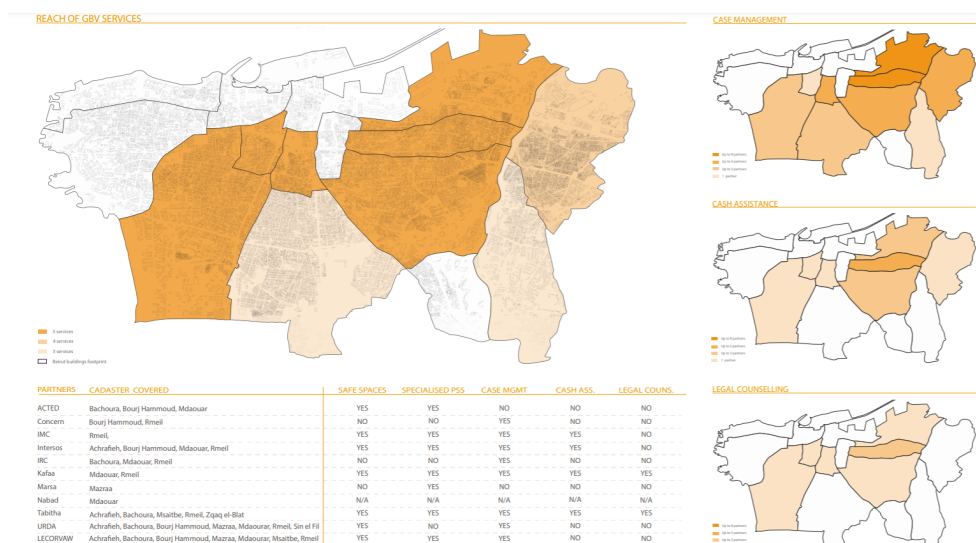 REACH OF GBV SERVICES
CASE MANAGEMENT
CASH ASSISTANCE
LEGAL COUNSELLING
5 services
4 services
3 services
Beirut buildings footprint
1 partner
1 partner
PARTNERS CADASTER COVERED SAFE SPACES SPECIALISED PSS CASE MGMT CASH ASS. LEGAL COUNS.
ACTED Bachoura, Bourj Hammoud, Mdaouar YES YES NO NO NO
Concern Bourj Hammoud, Rmeil NO NO YES NO NO
IMC Rmeil, YES YES YES YES NO
Intersos Achrafieh, Bourj Hammoud, Mdaouar, Rmeil YES YES YES YES NO
IRC Bachoura, Mdaouar, Rmeil NO NO YES NO NO
Kafaa Mdaouar, Rmeil YES YES YES YES YES
Marsa Mazraa NO YES NO NO NO
Nabad Mdaouar N/A N/A N/A N/A N/A
Tabitha Achrafieh, Bachoura, Msaitbe, Rmeil, Zqaq el-Blat YES YES YES YES YES
URDA Achrafieh, Bachoura, Bourj Hammoud, Mazraa, Mdaourar, Rmeil, Sin el Fil YES NO YES NO NO
LECORVAW Achrafieh, Bachoura, Bourj Hammoud, Mazraa, Mdaourar, Msaitbe, Rmeil YES YES YES NO NO